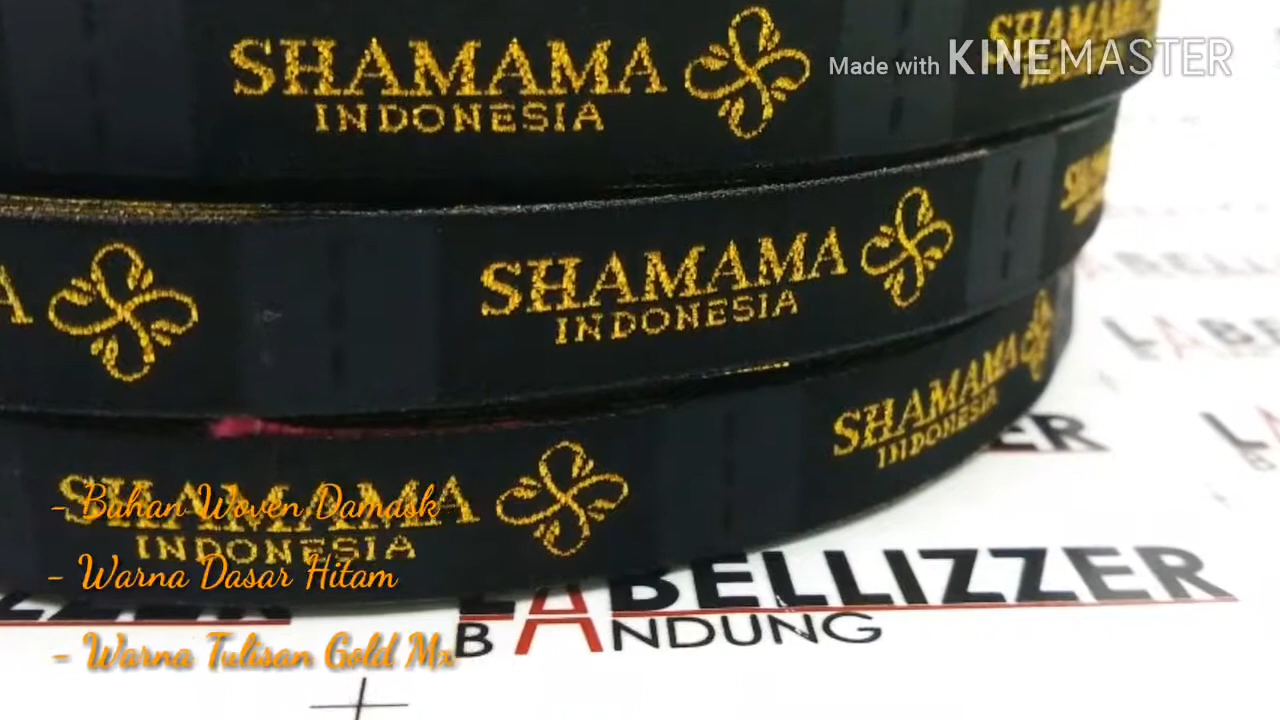 SHAMAMA
INDONESIA
SHAMAMA
Made with KINEMASTER
SHAMAMA
INDONESIA
SHAMAMA
INDONESIA
SHAMAMA
INDONESIA
- Bahan Woven Damask
- Warna Dasar Hitam
- Warna Tulisan Gold Mx
LABELLIZZER
BANDUNG